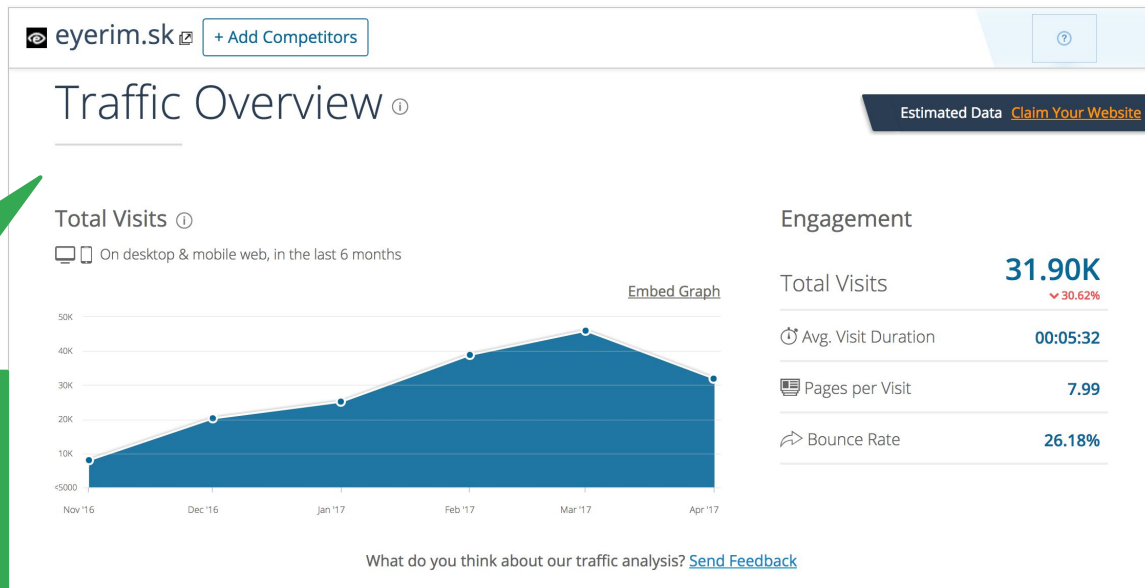 eyerim.sk + Add Competitors
Traffic Overview
Estimated Data Claim Your Website
Total Visits
On desktop & mobile web, in the last 6 months
Embed Graph
50K
40K
30K
20K
10K
<5000
Nov '16 Dec '16 Jan '17 Feb '17 Mar '17 Apr '17
Engagement
Total Visits 31.90K
30.62%
Avg. Visit Duration 00:05:32
Pages per Visit 7.99
Bounce Rate 26.18%
What do you think about our traffic analysis? Send Feedback